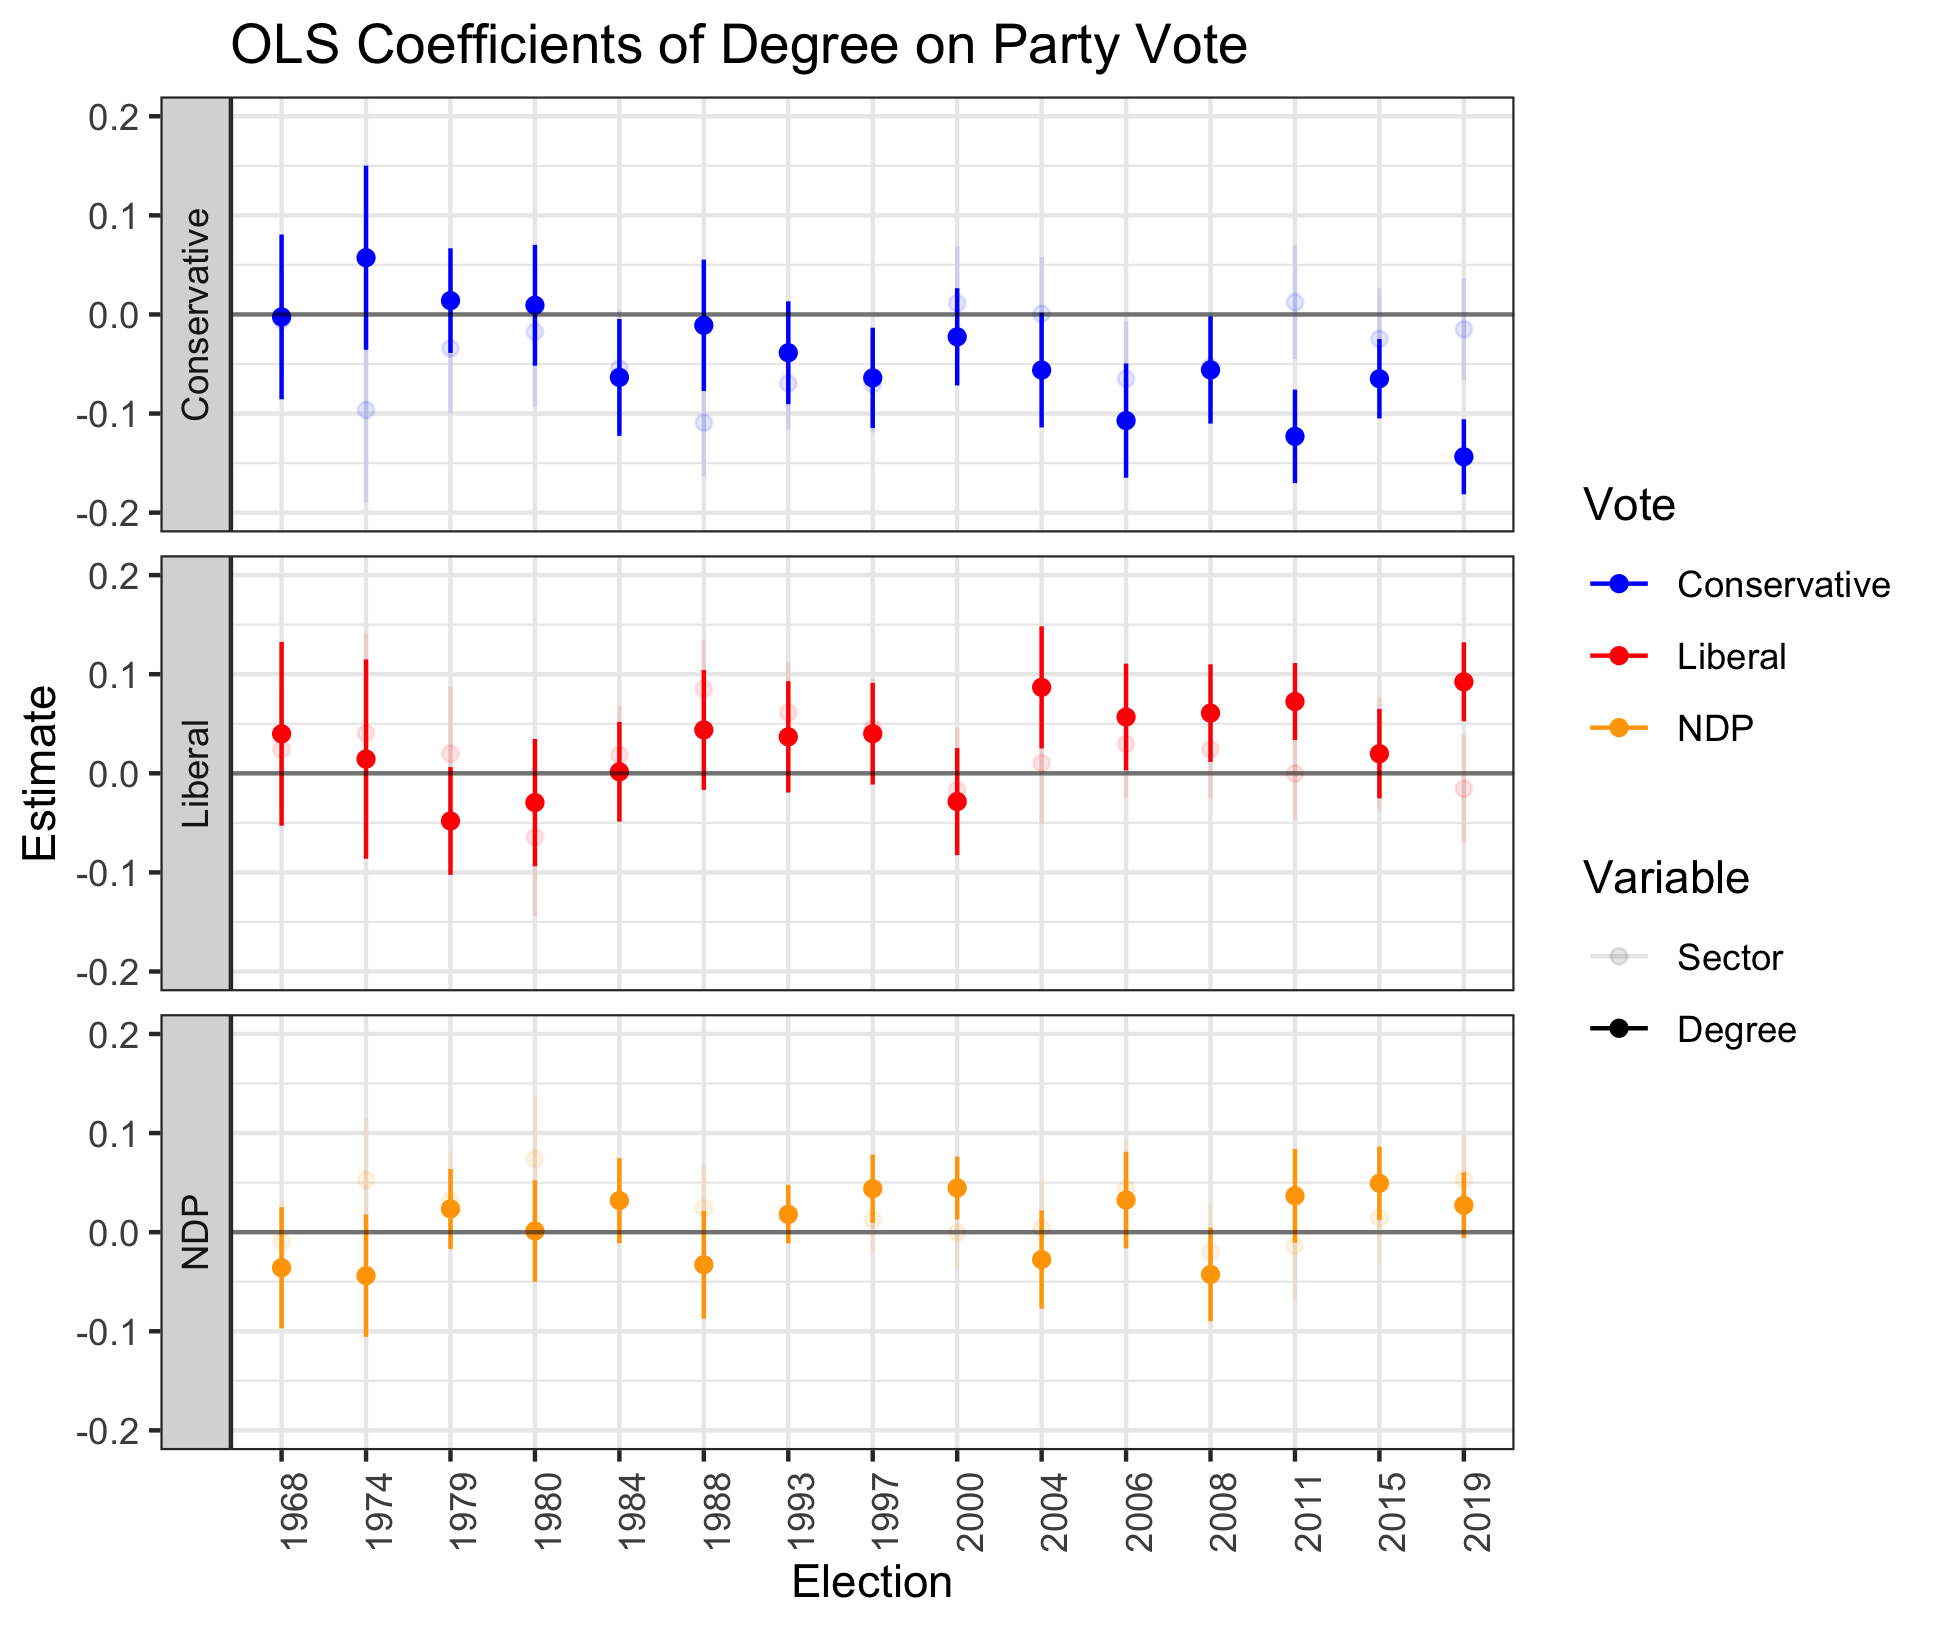 OLS Coefficients of Degree on Party Vote
Estimate
Conservative
0.2
0.1
0.0
-0.1
-0.2
Liberal
0.2
0.1
0.0
-0.1
-0.2
NDP
0.2
0.1
0.0
-0.1
-0.2
1968
1974
1979
1980
1984
1988
1993
1997
2000
2004
2006
2008
2011
2015
2019
Election
Vote
Conservative
Liberal
NDP
Variable
Sector
Degree